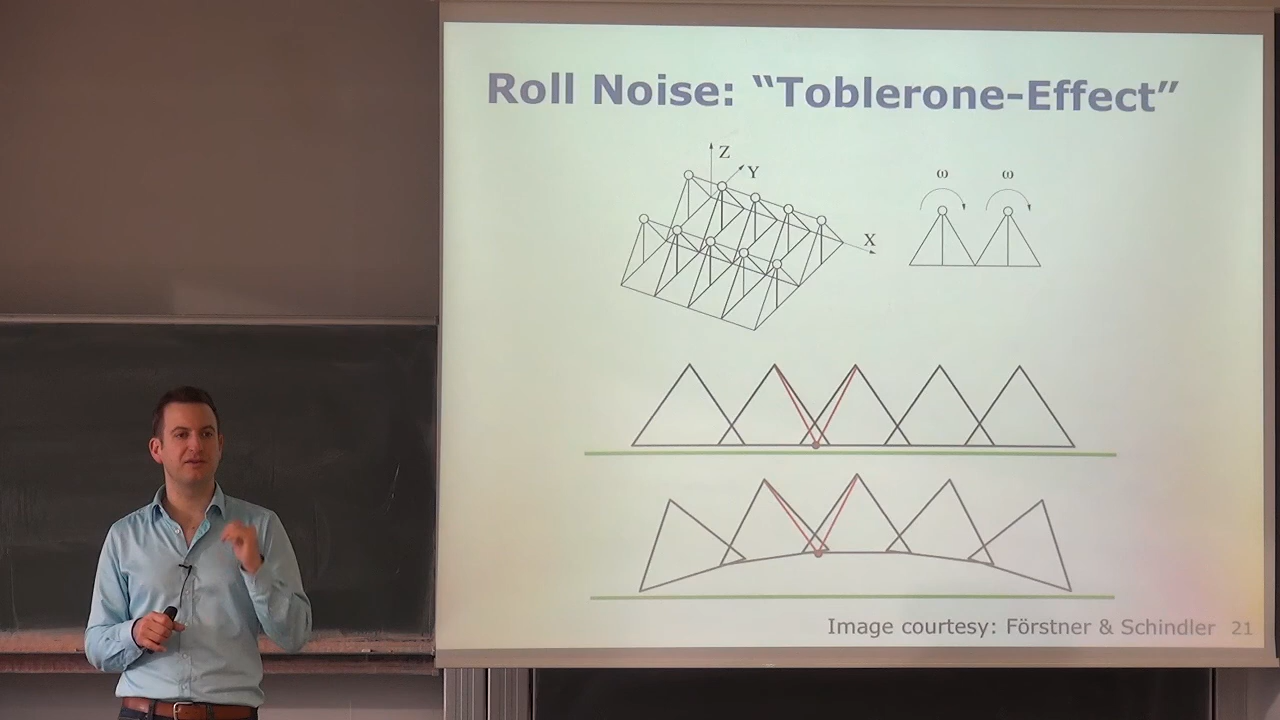 Roll Noise: “Toblerone-Effect”
Z
Y
X
ω ω
Image courtesy: Förstner & Schindler 21